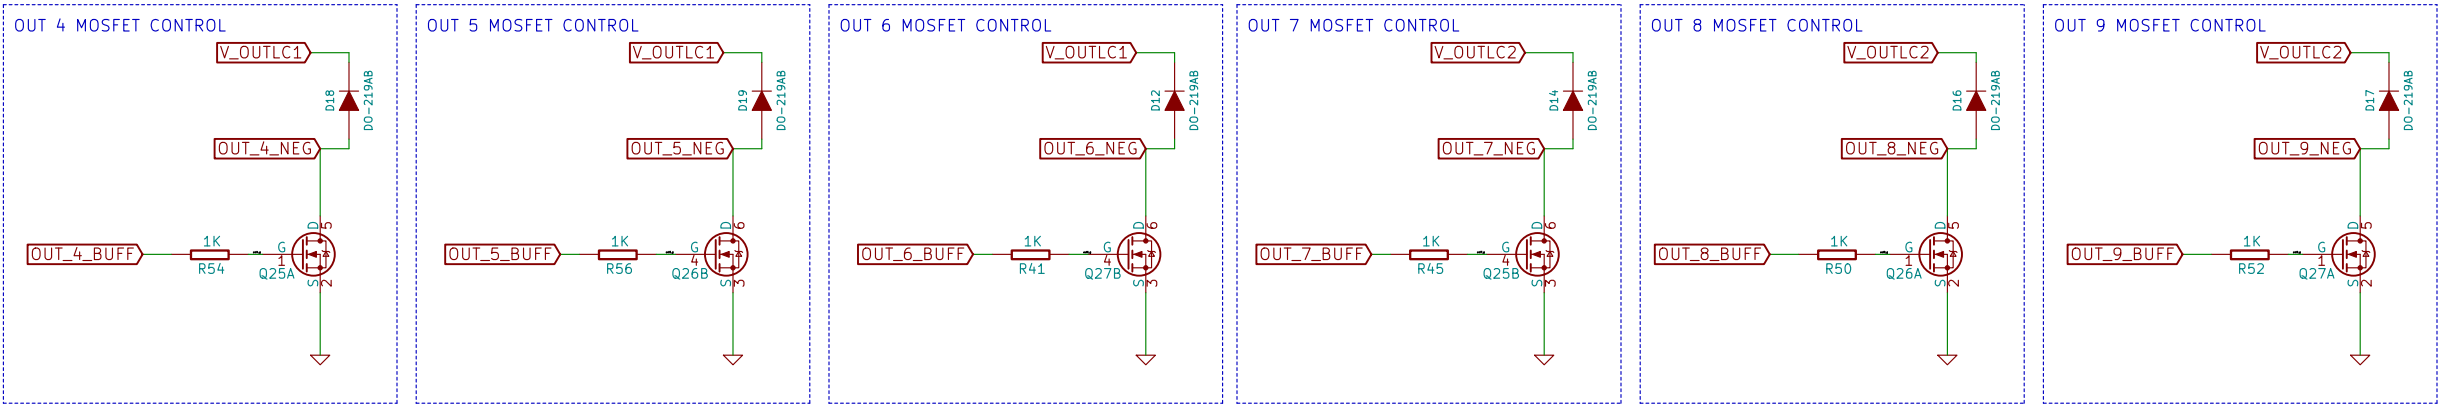 OUT 4 MOSFET CONTROL
V_OUTLC1
D18
DO-219AB
OUT_4_NEG
D
5
OUT_4_BUFF
1K
R54
G
1
Q25A
S
2
OUT 5 MOSFET CONTROL
V_OUTLC1
D19
DO-219AB
OUT_5_NEG
D
6
OUT_5_BUFF
1K
R56
G
4
Q26B
S
3
OUT 6 MOSFET CONTROL
V_OUTLC1
D12
DO-219AB
OUT_6_NEG
D
6
OUT_6_BUFF
1K
R41
G
4
Q27B
S
3
OUT 7 MOSFET CONTROL
V_OUTLC2
D14
DO-219AB
OUT_7_NEG
D
6
OUT_7_BUFF
1K
R45
G
4
Q25B
S
3
OUT 8 MOSFET CONTROL
V_OUTLC2
D16
DO-219AB
OUT_8_NEG
D
5
OUT_8_BUFF
1K
R50
G
1
Q26A
S
2
OUT 9 MOSFET CONTROL
V_OUTLC2
D17
DO-219AB
OUT_9_NEG
D
5
OUT_9_BUFF
1K
R52
G
1
Q27A
S
2